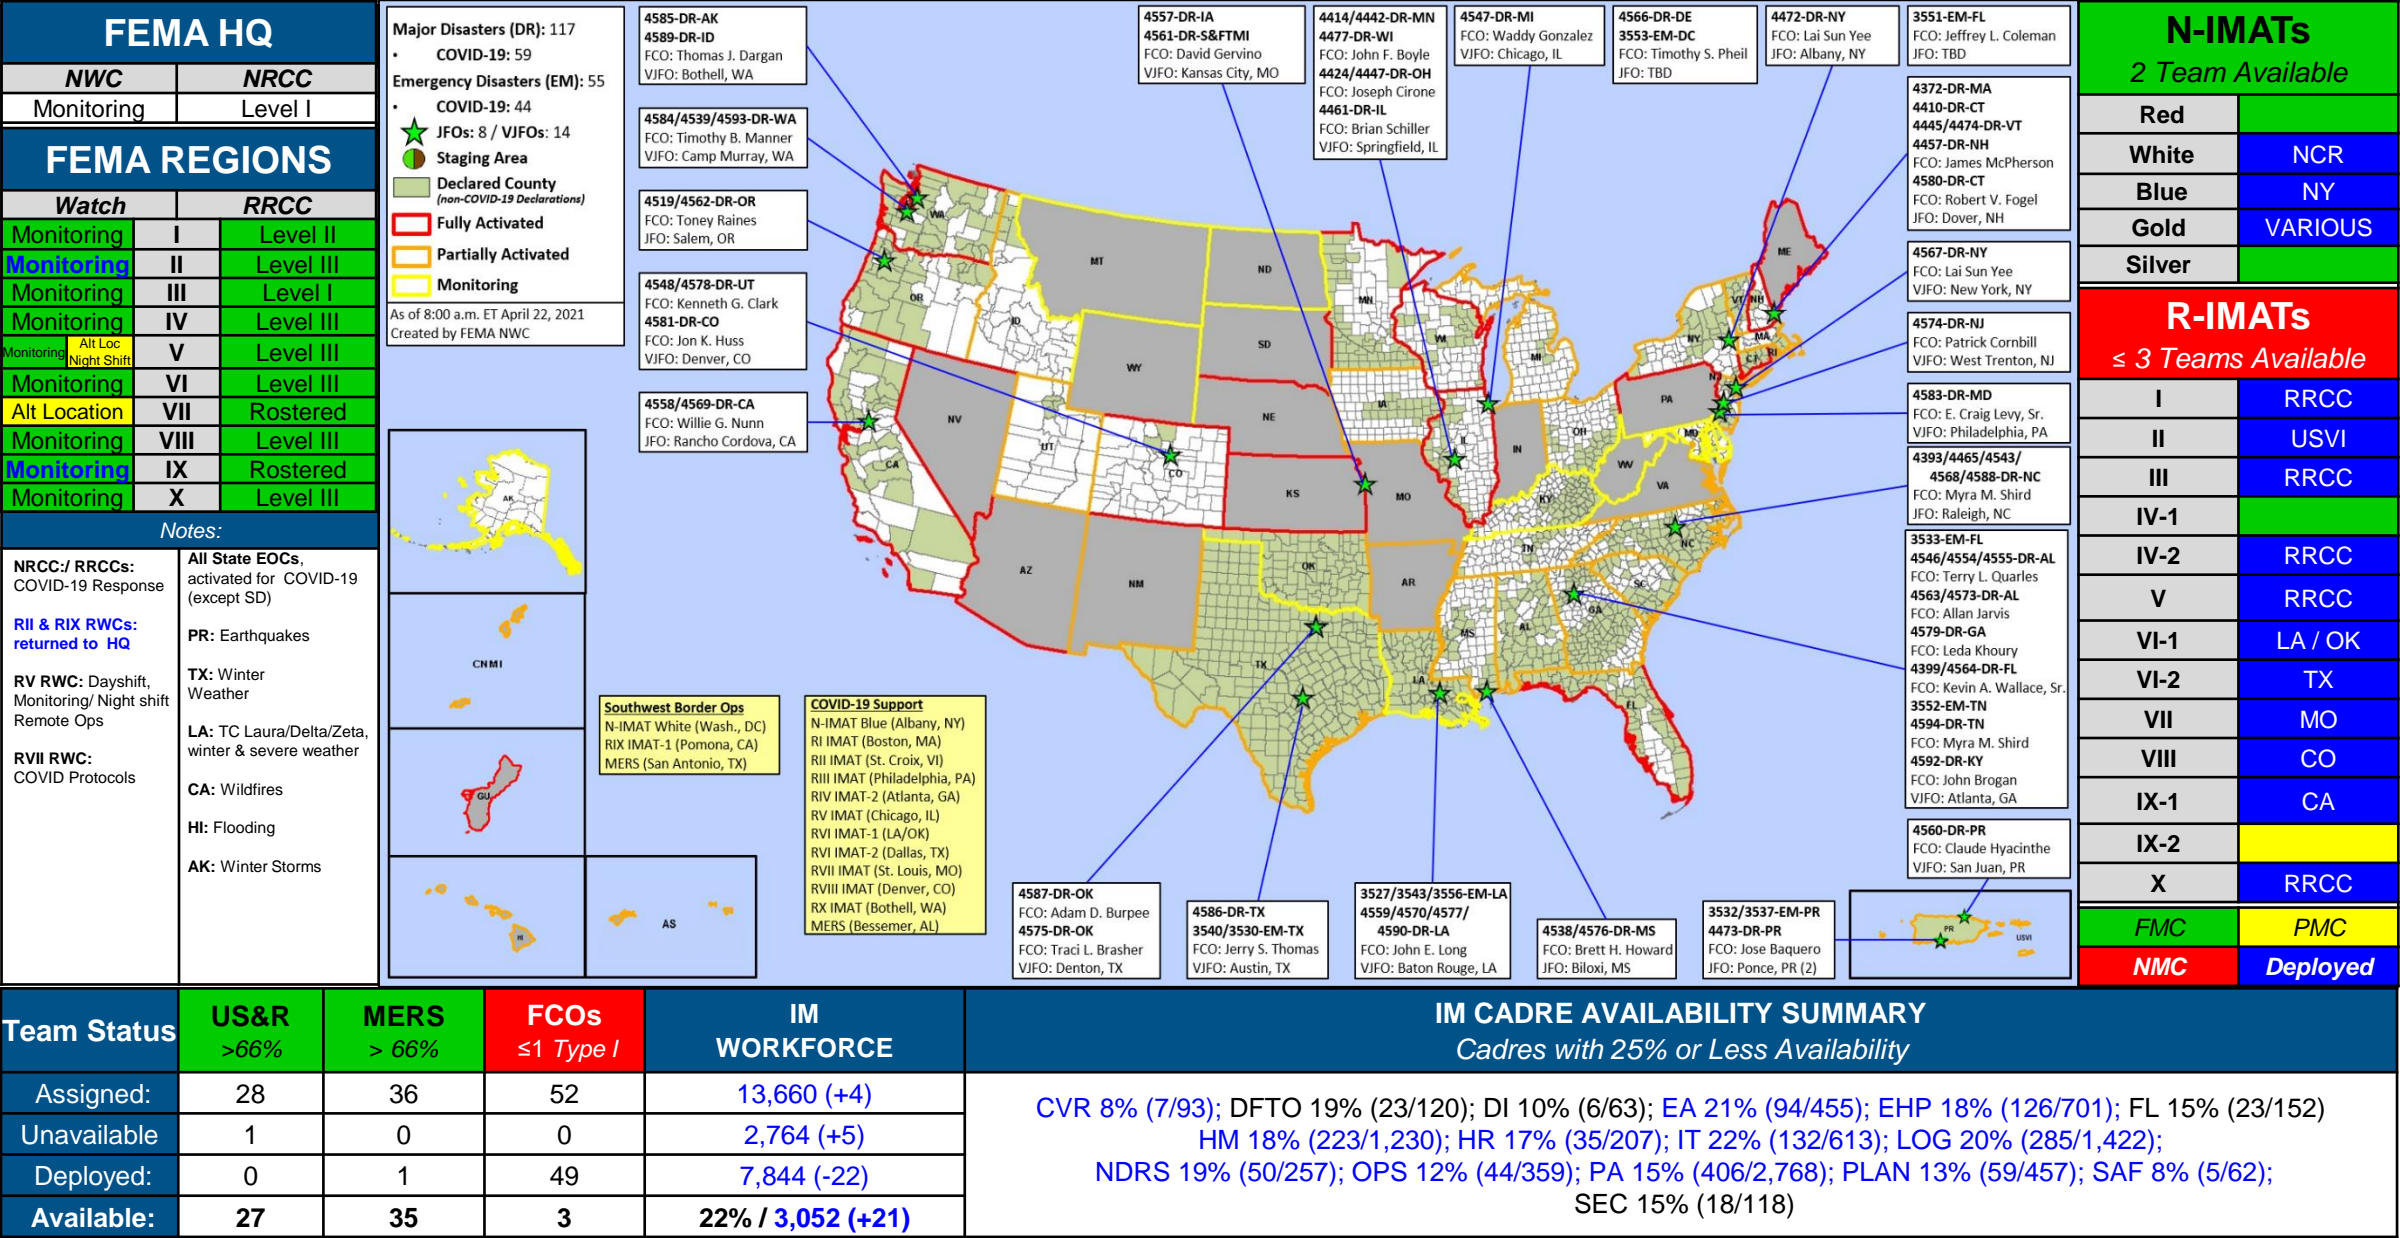 FEMA HQ
NWC NRCC
Monitoring Level I
FEMA REGIONS
Watch RRCC
Monitoring I Level II
Monitoring II Level III
Monitoring III Level I
Monitoring IV Level III
Monitoring Alt Loc Night Shift V Level III
Monitoring VI Level III
Alt Location VII Rostered
Monitoring VIII Level III
Monitoring IX Rostered
Monitoring X Level III
Notes:
NRCC:/ RRCCs:
COVID-19 Response
RII & RIX RWCs:
returned to HQ
RV RWC: Dayshift,
Monitoring/ Night shift
Remote Ops
RVII RWC:
COVID Protocols
All State EOCs,
activated for COVID-19
(except SD)
PR: Earthquakes
TX: Winter
Weather
LA: TC Laura/Delta/Zeta,
winter & severe weather
CA: Wildfires
HI: Flooding
AK: Winter Storms
Major Disasters (DR): 117
• COVID-19: 59
Emergency Disasters (EM): 55
• COVID-19: 44
JFOs: 8 / VJFOs: 14
Staging Area
Declared County
(non-COVID-19 Declarations)
Fully Activated
Partially Activated
Monitoring
As of 8:00 a.m. ET April 22, 2021
Created by FEMA NWC
4585-DR-AK
4589-DR-ID
FCO: Thomas J. Dargan
VJFO: Bothell, WA
4584/4539/4593-DR-WA
FCO: Timothy B. Manner
VJFO: Camp Murray, WA
4519/4562-DR-OR
FCO: Toney Raines
JFO: Salem, OR
4548/4578-DR-UT
FCO: Kenneth G. Clark
4581-DR-CO
FCO: Jon K. Huss
VJFO: Denver, CO
4558/4569-DR-CA
FCO: Willie G. Nunn
JFO: Rancho Cordova, CA
4557-DR-IA
4561-DR-S&FTMI
FCO: David Gervino
VJFO: Kansas City, MO
4414/4442-DR-MN
4477-DR-WI
FCO: John F. Boyle
4424/4447-DR-OH
FCO: Joseph Cirone
4461-DR-IL
FCO: Brian Schiller
VJFO: Springfield, IL
4547-DR-MI
FCO: Waddy Gonzalez
VJFO: Chicago, IL
4566-DR-DE
3553-EM-DC
FCO: Timothy S. Pheil
JFO: TBD
4472-DR-NY
FCO: Lai Sun Yee
JFO: Albany, NY
3551-EM-FL
FCO: Jeffrey L. Coleman
JFO: TBD
4372-DR-MA
4410-DR-CT
4445/4474-DR-VT
4457-DR-NH
FCO: James McPherson
4580-DR-CT
FCO: Robert V. Fogel
JFO: Dover, NH
4567-DR-NY
FCO: Lai Sun Yee
VJFO: New York, NY
4574-DR-NJ
FCO: Patrick Cornbill
VJFO: West Trenton, NJ
4583-DR-MD
FCO: E. Craig Levy, Sr.
VJFO: Philadelphia, PA
4393/4465/4543/
4568/4588-DR-NC
FCO: Myra M. Shird
JFO: Raleigh, NC
3533-EM-FL
4546/4554/4555-DR-AL
FCO: Terry L. Quarles
4563/4573-DR-AL
FCO: Allan Jarvis
4579-DR-GA
FCO: Leda Khoury
4399/4564-DR-FL
FCO: Kevin A. Wallace, Sr.
3552-EM-TN
4594-DR-TN
FCO: Myra M. Shird
4592-DR-KY
FCO: John Brogan
VJFO: Atlanta, GA
4560-DR-PR
FCO: Claude Hyacinthe
VJFO: San Juan, PR
WA
MT
ND
MN
ME
OR
ID
WY
SD
WI
MI
NY
VT
NH
MA
CT
RI
NJ
PA
NV
UT
CO
NE
IA
IL
IN
OH
MD
WV
VA
KY
CA
KS
MO
AZ
NM
OK
AR
TN
NC
SC
GA
AL
MS
TX
LA
FL
AK
CNMI
GU
HI
AS
PR
USVI
Southwest Border Ops
N-IMAT White (Wash., DC)
RIX IMAT-1 (Pomona, CA)
MERS (San Antonio, TX)
COVID-19 Support
N-IMAT Blue (Albany, NY)
RI IMAT (Boston, MA)
RII IMAT (St. Croix, VI)
RIII IMAT (Philadelphia, PA)
RIV IMAT-2 (Atlanta, GA)
RV IMAT (Chicago, IL)
RVI IMAT-1 (LA/OK)
RVI IMAT-2 (Dallas, TX)
RVII IMAT (St. Louis, MO)
RVIII IMAT (Denver, CO)
RX IMAT (Bothell, WA)
MERS (Bessemer, AL)
4587-DR-OK
FCO: Adam D. Burpee
4575-DR-OK
FCO: Traci L. Brasher
VJFO: Denton, TX
4586-DR-TX
3540/3530-EM-TX
FCO: Jerry S. Thomas
VJFO: Austin, TX
3527/3543/3556-EM-LA
4559/4570/4577/
4590-DR-LA
FCO: John E. Long
VJFO: Baton Rouge, LA
4538/4576-DR-MS
FCO: Brett H. Howard
JFO: Biloxi, MS
3532/3537-EM-PR
4473-DR-PR
FCO: Jose Baquero
JFO: Ponce, PR (2)
N-IMATs
2 Team Available
Red
White NCR
Blue NY
Gold VARIOUS
Silver
R-IMATs
≤ 3 Teams Available
I RRCC
II USVI
III RRCC
IV-1
IV-2 RRCC
V RRCC
VI-1 LA / OK
VI-2 TX
VII MO
VIII CO
IX-1 CA
IX-2
X RRCC
FMC PMC
NMC Deployed
Team Status US&R >66% MERS > 66% FCOs ≤1 Type I IM WORKFORCE
Assigned: 28 36 52 13,660 (+4)
Unavailable 1 0 0 2,764 (+5)
Deployed: 0 1 49 7,844 (-22)
Available: 27 35 3 22% / 3,052 (+21)
IM CADRE AVAILABILITY SUMMARY
Cadres with 25% or Less Availability
CVR 8% (7/93); DFTO 19% (23/120); DI 10% (6/63); EA 21% (94/455); EHP 18% (126/701); FL 15% (23/152)
HM 18% (223/1,230); HR 17% (35/207); IT 22% (132/613); LOG 20% (285/1,422);
NDRS 19% (50/257); OPS 12% (44/359); PA 15% (406/2,768); PLAN 13% (59/457); SAF 8% (5/62);
SEC 15% (18/118)